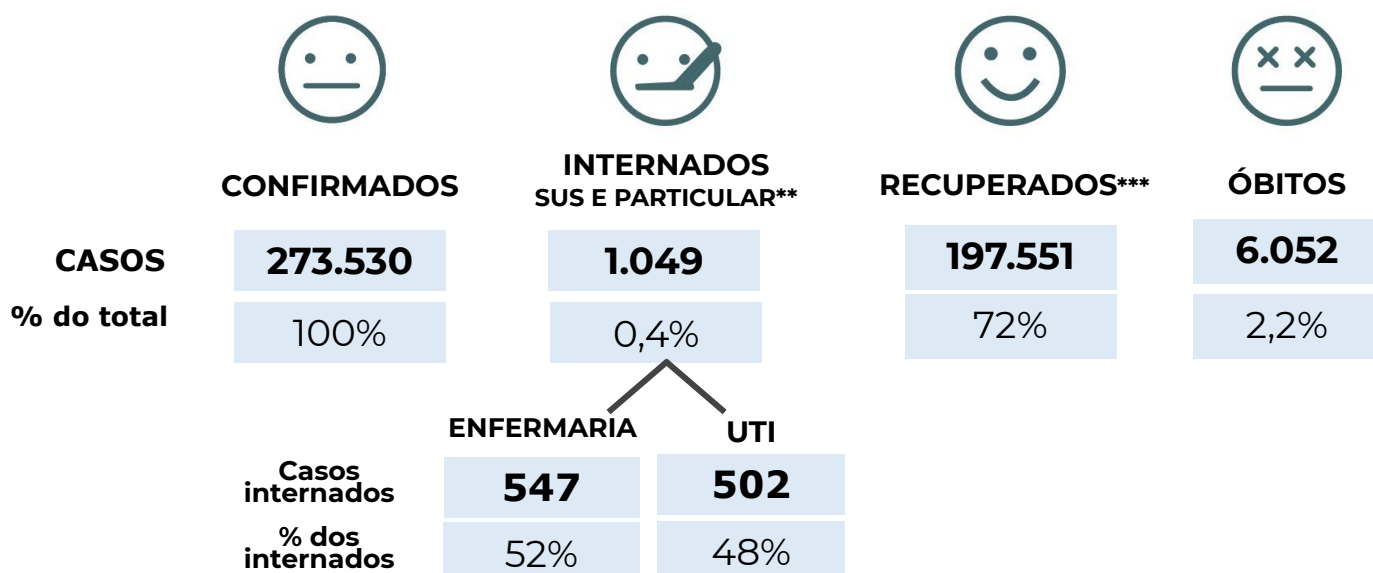 CONFIRMADOS
INTERNADOS
SUS E PARTICULAR**
RECUPERADOS***
ÓBITOS
CASOS
273.530
1.049
197.551
6.052
% do total
100%
0,4%
72%
2,2%
ENFERMARIA
UTI
Casos
internados
547
502
% dos
internados
52%
48%